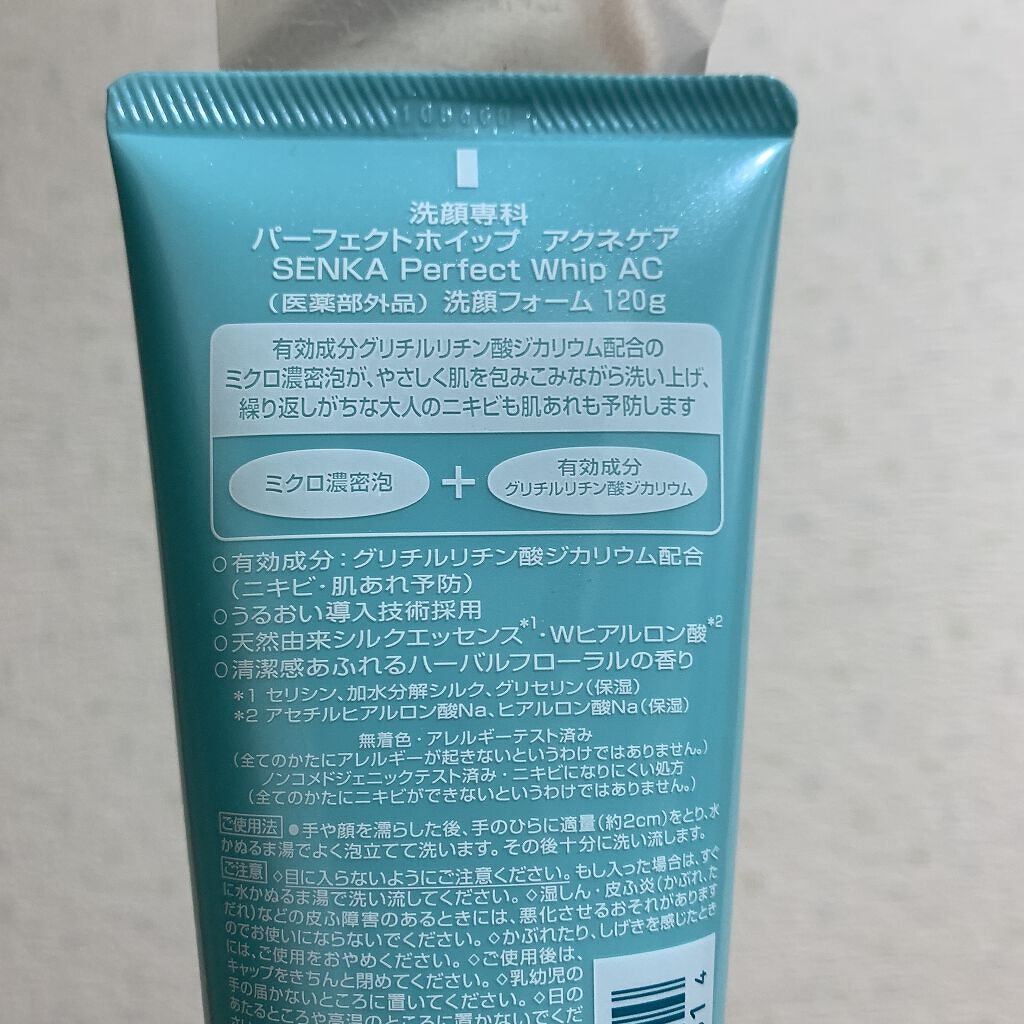 洗顔専科
パーフェクトホイップ アクネケア
SENKA Perfect Whip AC
(医薬部外品) 洗顔フォーム 120g
有効成分グリチルリチン酸ジカリウム配合の
ミクロ濃密泡が、やさしく肌を包みこみながら洗い上げ、
繰り返しがちな大人のニキビも肌あれも予防します
ミクロ濃密泡
+
有効成分
グリチルリチン酸ジカリウム
○有効成分：グリチルリチン酸ジカリウム配合
(ニキビ・肌あれ予防)
○うるおい導入技術採用
○天然由来シルクエッセンス*1・Wヒアルロン酸*2
○清潔感あふれるハーバルフローラルの香り
*1 セリシン、加水分解シルク、グリセリン(保湿)
*2 アセチルヒアルロン酸Na、ヒアルロン酸Na(保湿)
無着色・アレルギーテスト済み
(全てのかたにアレルギーが起きないというわけではありません。)
ノンコメドジェニックテスト済み・ニキビになりにくい処方
(全てのかたにニキビができないというわけではありません。)
ご使用法 ●手や顔を濡らした後、手のひらに適量(約2cm)をとり、水
かぬるま湯でよく泡立てて洗います。その後十分に洗い流します。
ご注意 ◇目に入らないようにご注意ください。もし入った場合は、すぐ
に水かぬるま湯で洗い流してください。◇湿しん・皮ふ炎(かぶれ、た
だれ)などの皮ふ障害のあるときには、悪化させるおそれがあります
のでお使いにならないでください。◇かぶれたり、しげきを感じたとき
には、ご使用をおやめください。◇ご使用後は、
キャップをきちんと閉めてください。◇乳幼児の
手の届かないところに置いてください。◇日の
あたるところや高温のところに置かないでくだ